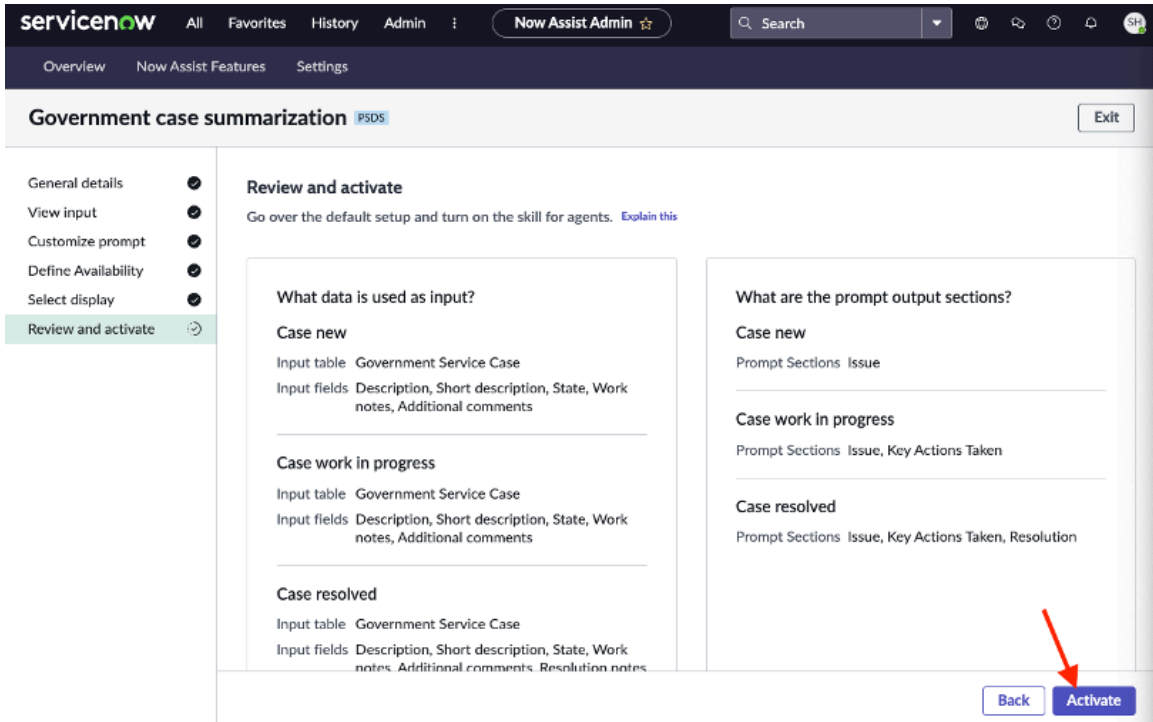 servicenow All Favorites History Admin Now Assist Admin Search SH
Overview Now Assist Features Settings
Government case summarization PSDS Exit
General details
View input
Customize prompt
Define Availability
Select display
Review and activate
Review and activate
Go over the default setup and turn on the skill for agents. Explain this
What data is used as input?
Case new
Input table Government Service Case
Input fields Description, Short description, State, Work
notes, Additional comments
Case work in progress
Input table Government Service Case
Input fields Description, Short description, State, Work
notes, Additional comments
Case resolved
Input table Government Service Case
Input fields Description, Short description, State, Work
notes, Additional comments, Resolution notes
What are the prompt output sections?
Case new
Prompt Sections Issue
Case work in progress
Prompt Sections Issue, Key Actions Taken
Case resolved
Prompt Sections Issue, Key Actions Taken, Resolution
Back Activate